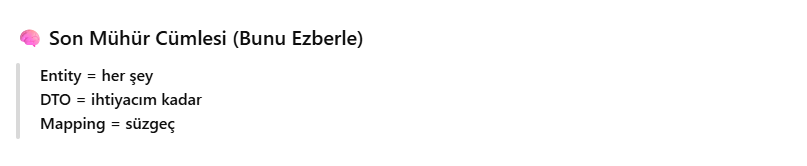 🧠 Son Mühür Cümlesi (Bunu Ezberle)
Entity = her şey
DTO = ihtiyacım kadar
Mapping = süzgeç